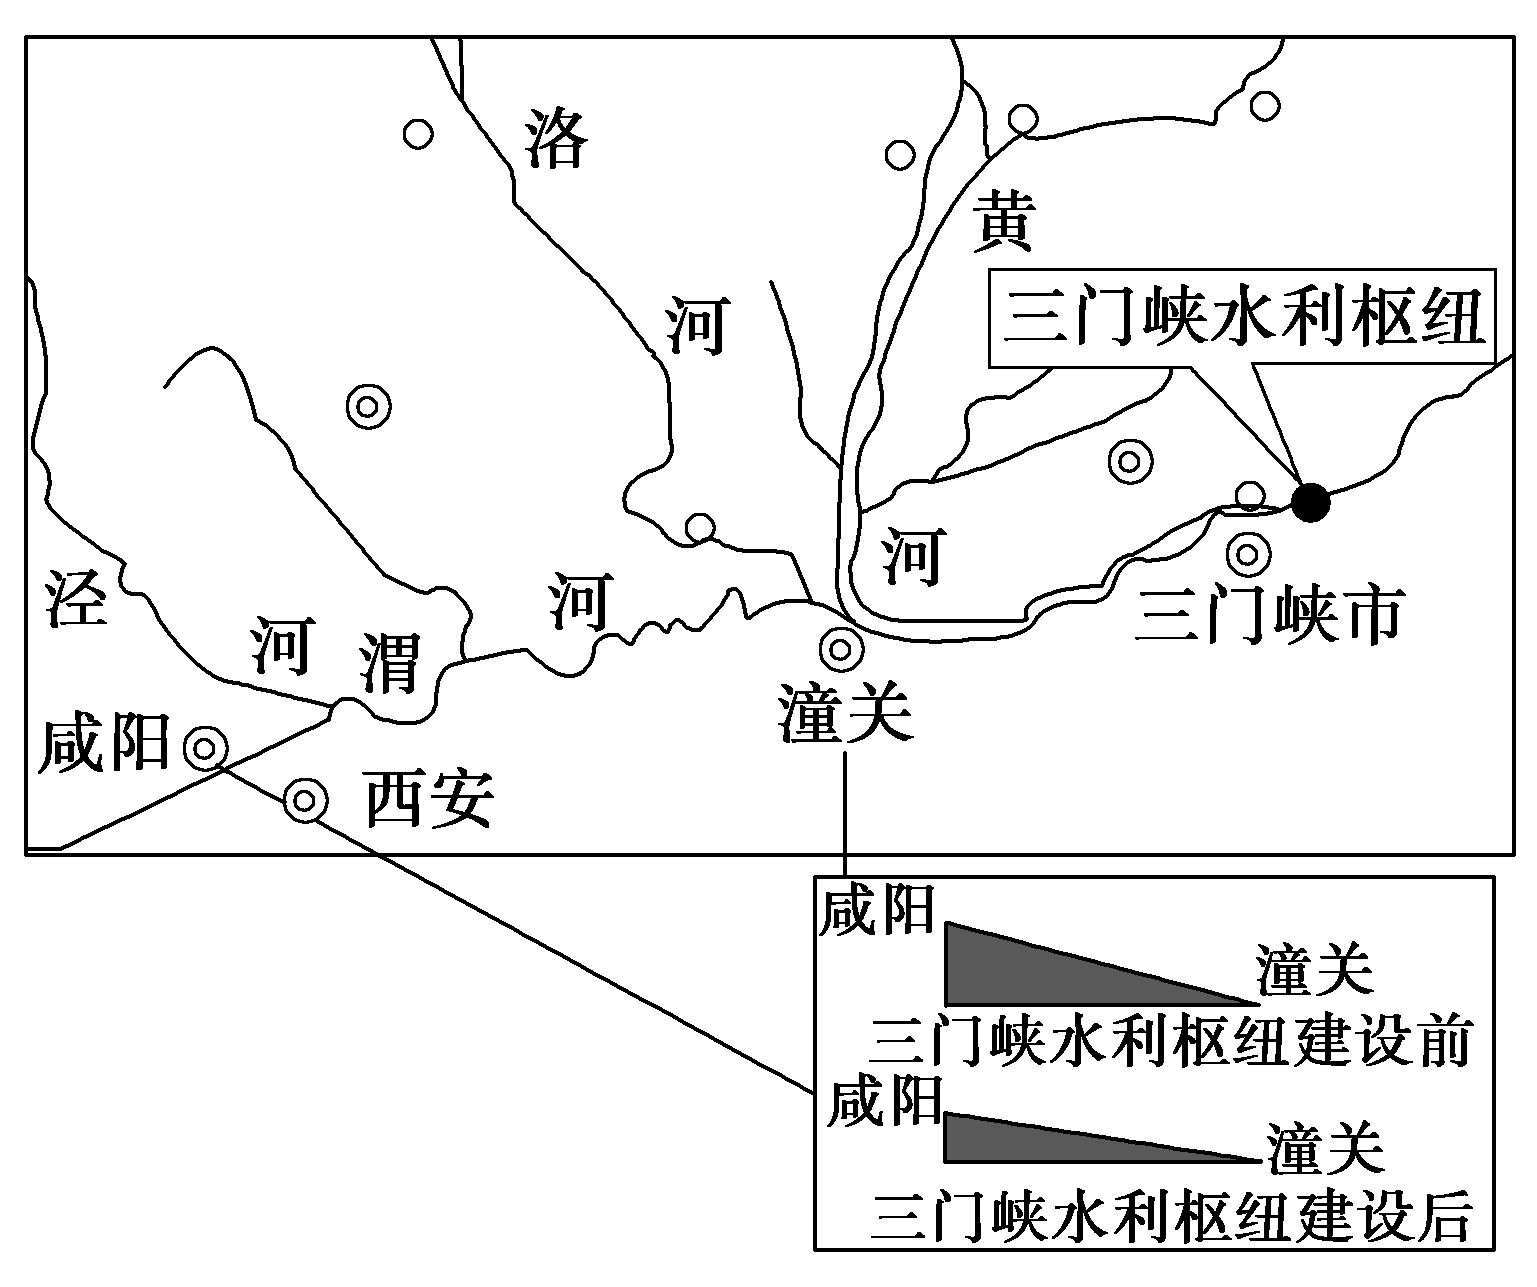 洛
河
黄
河
三门峡水利枢纽
泾
河
渭
河
三门峡市
潼关
咸阳
西安
咸阳
潼关
三门峡水利枢纽建设前
咸阳
潼关
三门峡水利枢纽建设后